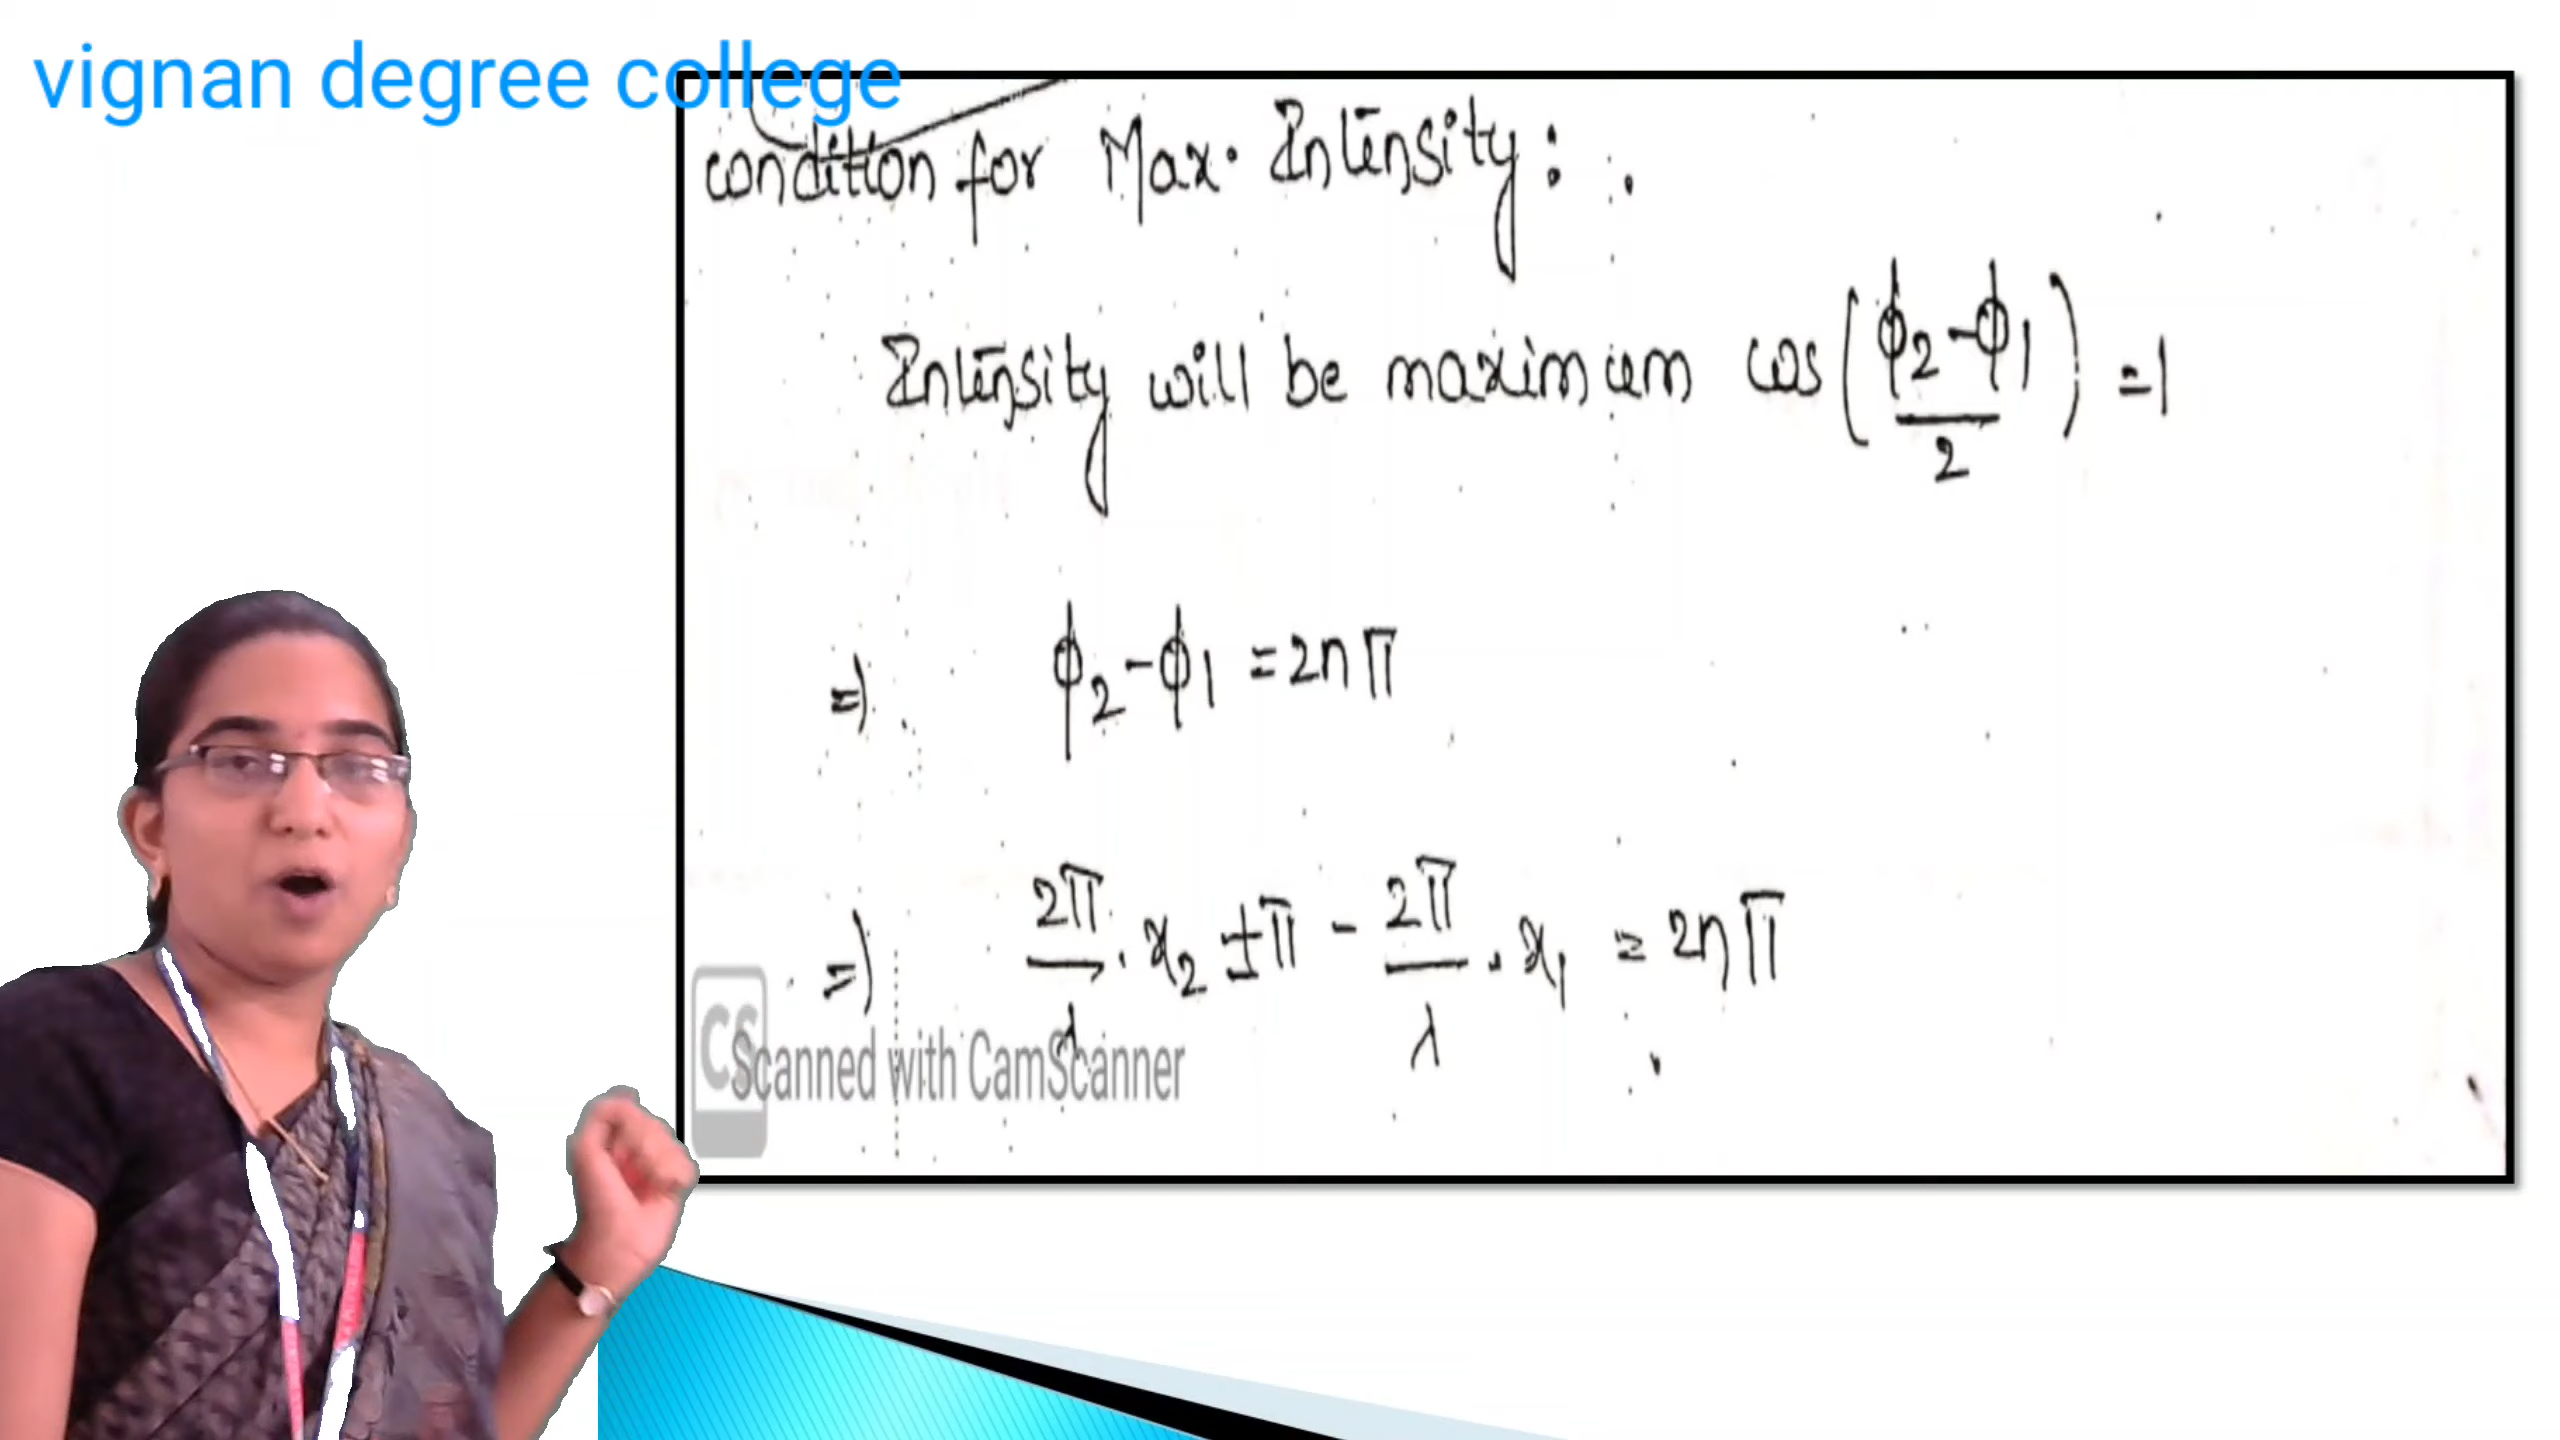 vignan degree college
condition for Max. Intensity:
Intensity will be maximum cos(ϕ2-ϕ1/2) =1
=) ϕ2-ϕ1 =2nπ
=) 2π/λ . x2 ±π - 2π/λ . x1 = 2nπ
CS Scanned with CamScanner